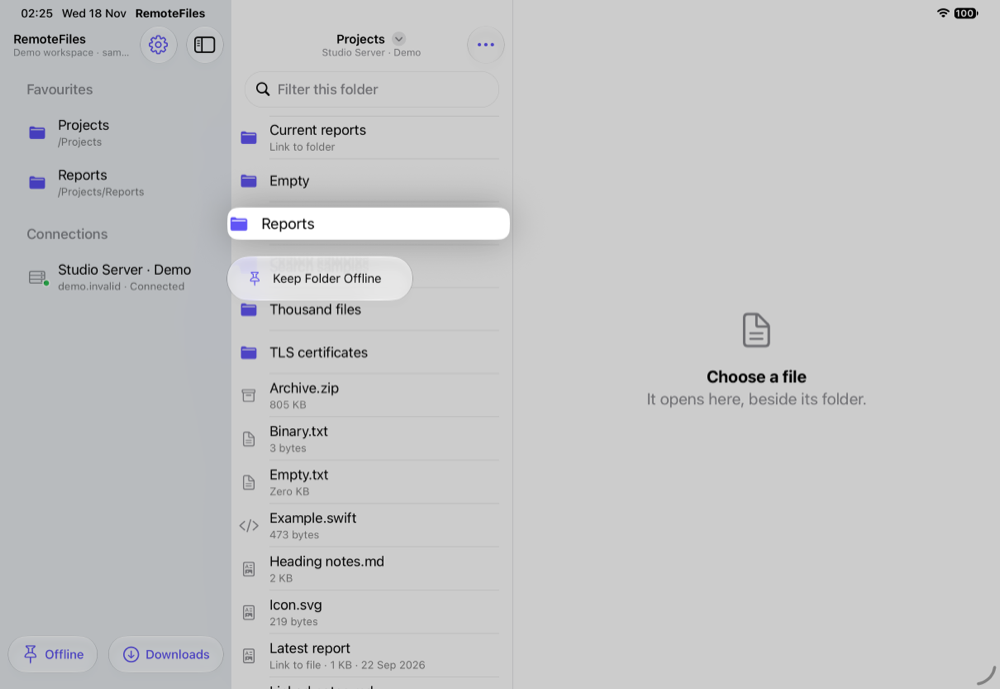 02:25 Wed 18 Nov RemoteFiles
100
RemoteFiles
Demo workspace · sam...
Favourites
Projects
/Projects
Reports
/Projects/Reports
Connections
Studio Server · Demo
demo.invalid · Connected
Offline
Downloads
Projects
Studio Server · Demo
Filter this folder
Current reports
Link to folder
Empty
Reports
Keep Folder Offline
Thousand files
TLS certificates
Archive.zip
805 KB
Binary.txt
3 bytes
Empty.txt
Zero KB
Example.swift
473 bytes
Heading notes.md
2 KB
Icon.svg
219 bytes
Latest report
Link to file · 1 KB · 22 Sep 2026
Choose a file
It opens here, beside its folder.